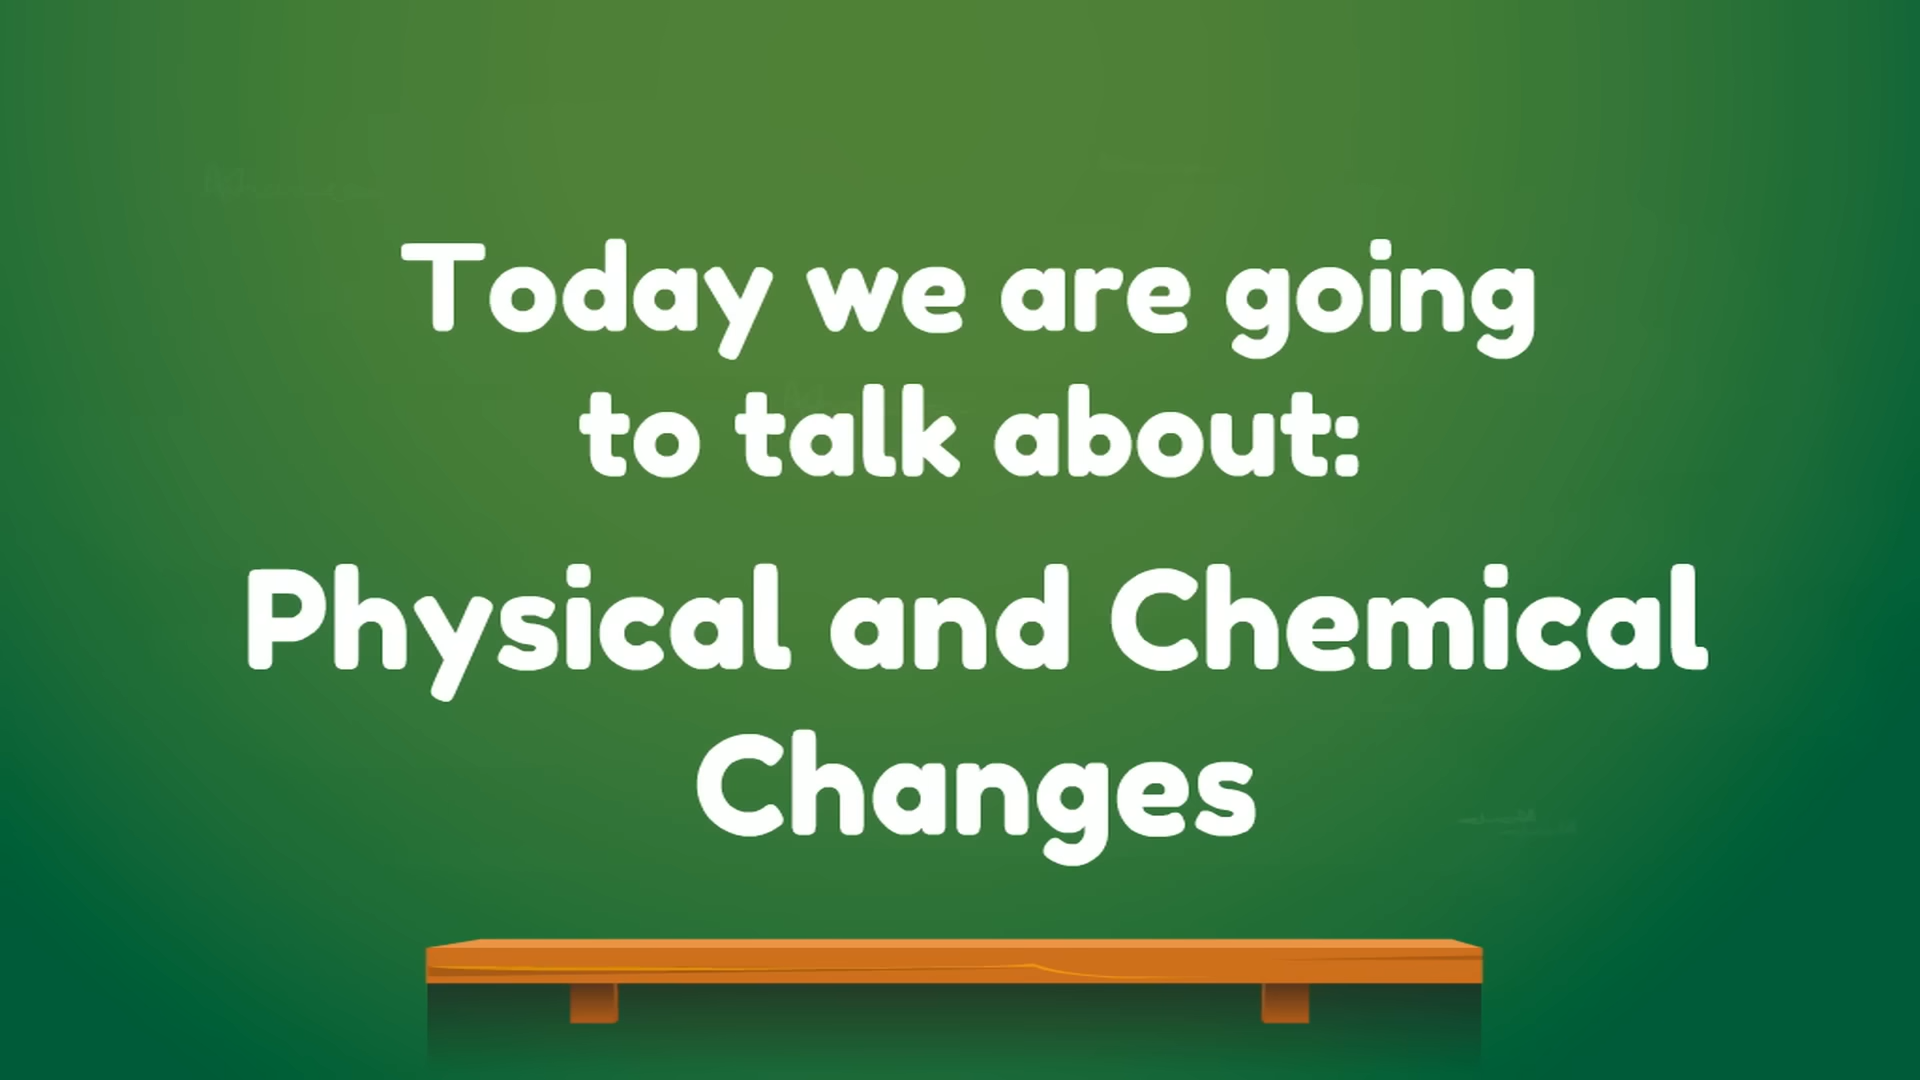 Today we are going
to talk about:
Physical and Chemical
Changes